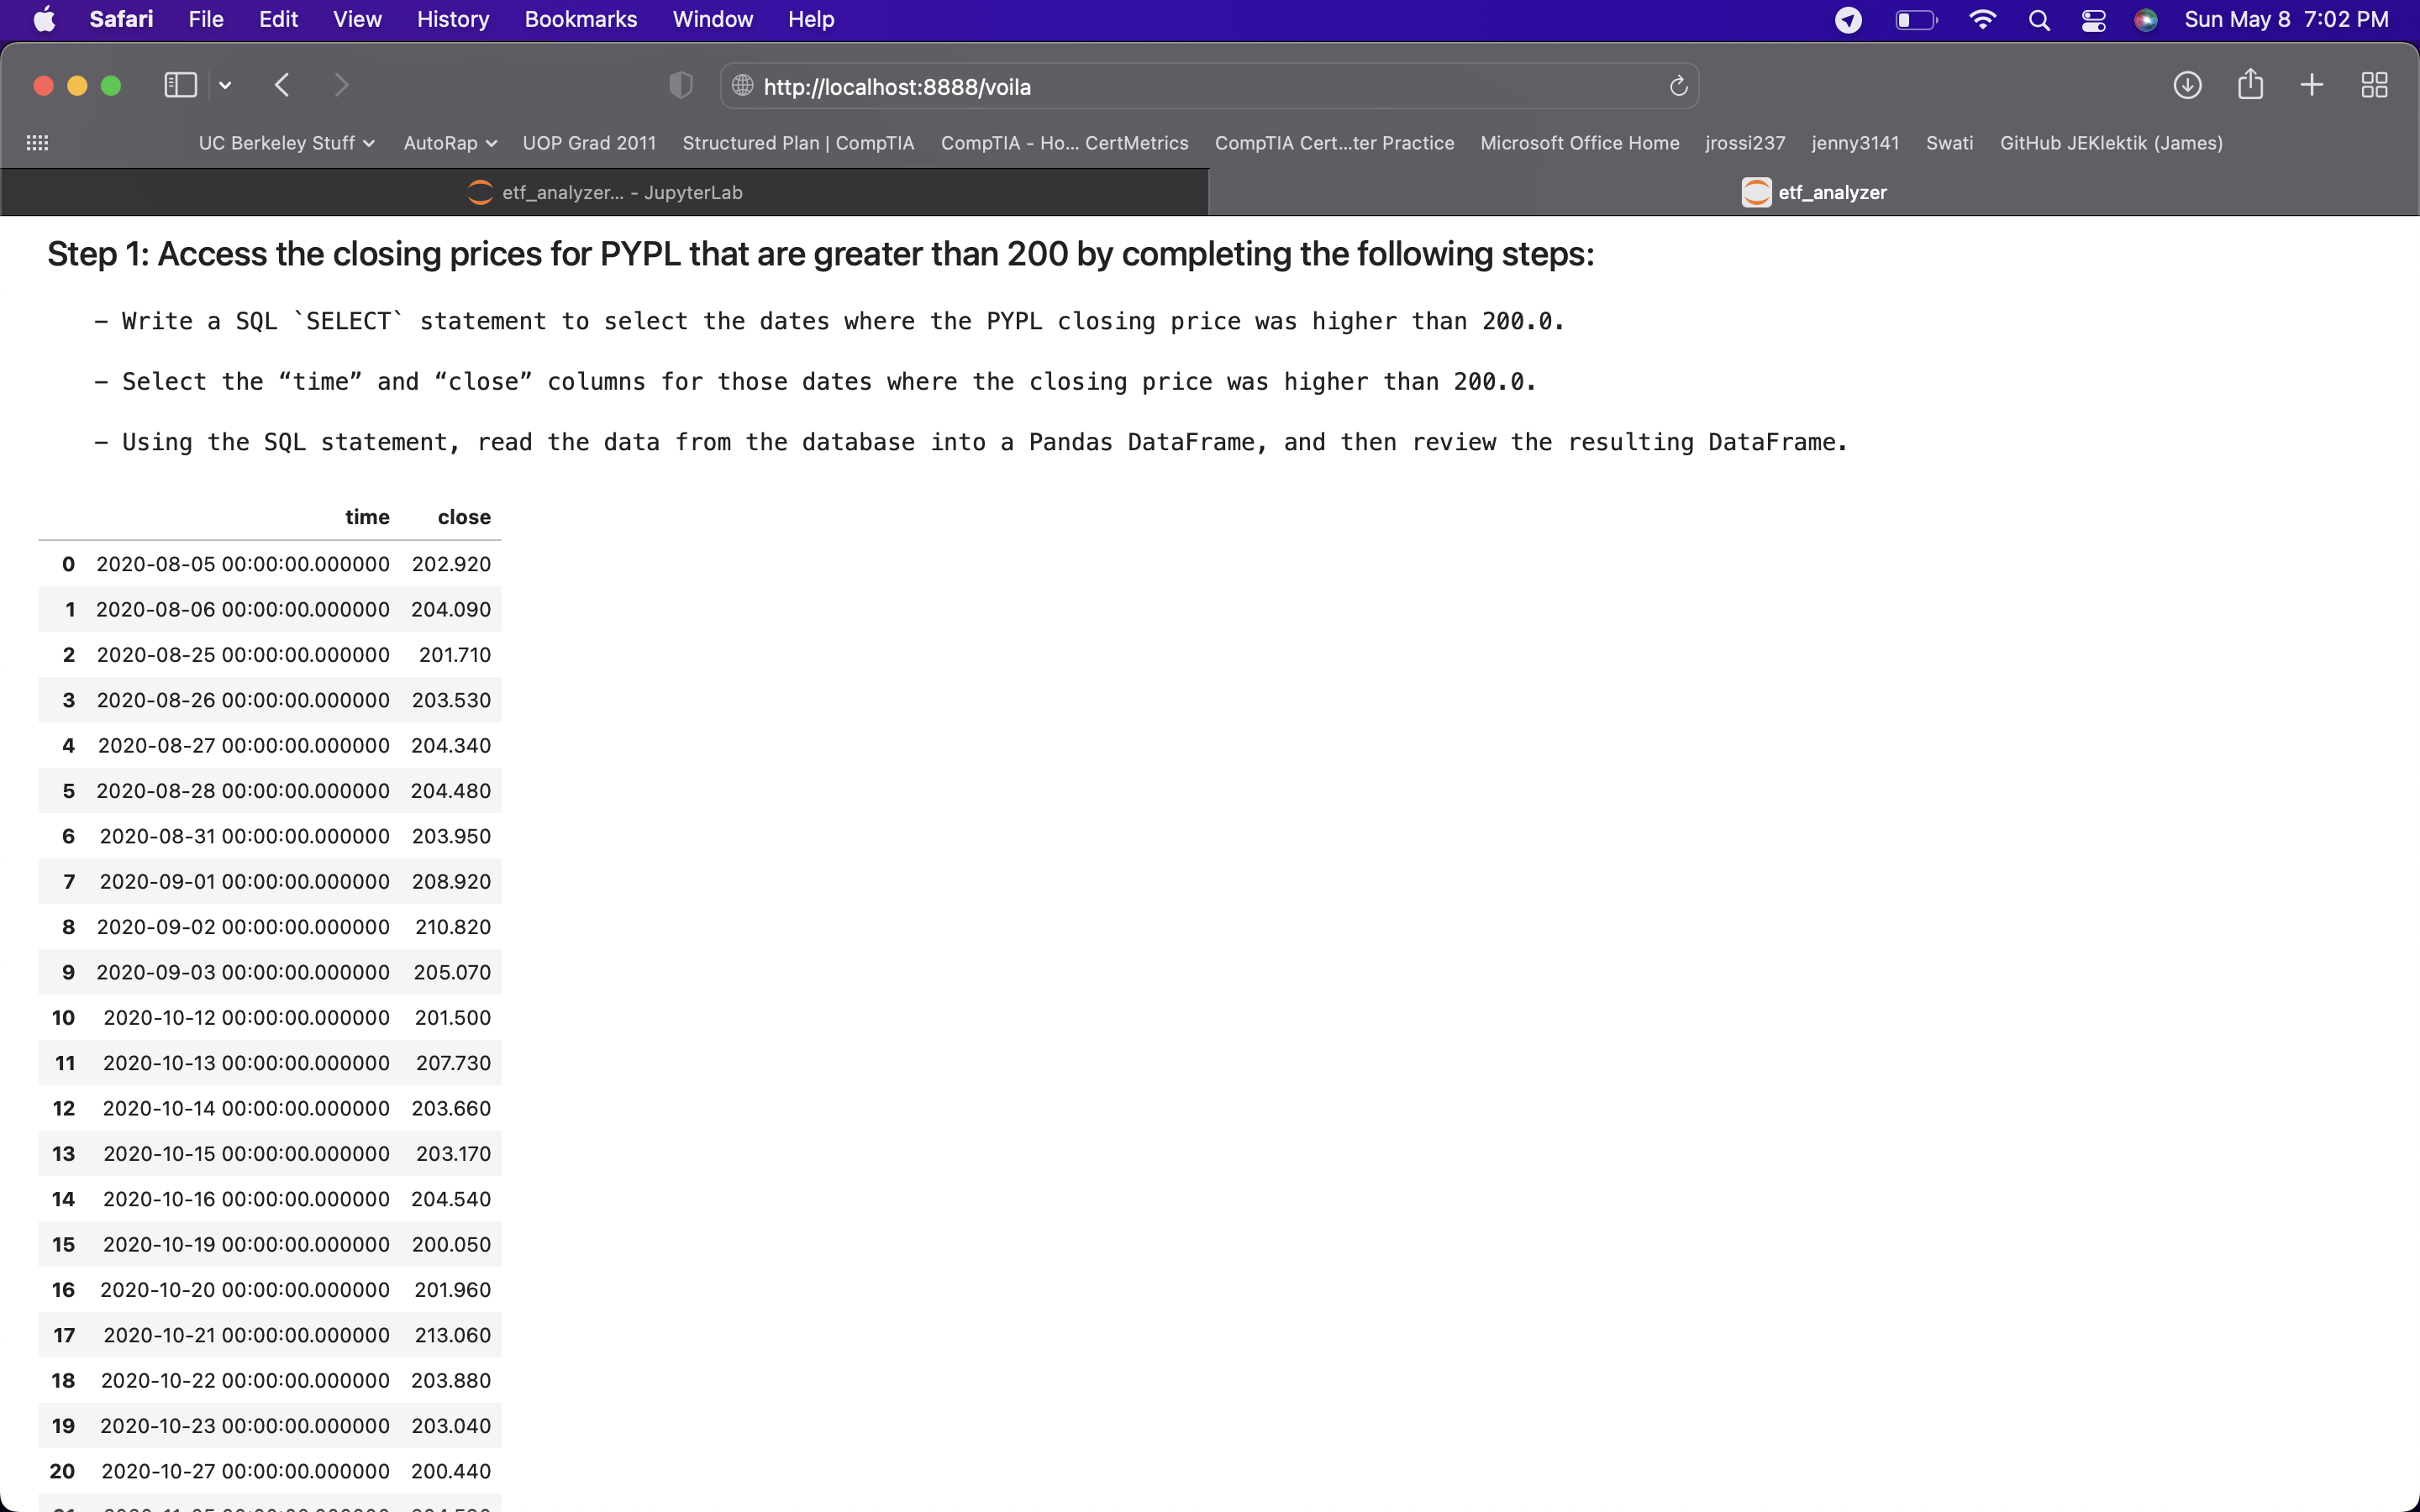 Safari File Edit View History Bookmarks Window Help Sun May 8 7:02 PM
http://localhost:8888/voila
UC Berkeley Stuff AutoRap UOP Grad 2011 Structured Plan | CompTIA CompTIA - Ho... CertMetrics CompTIA Cert...ter Practice Microsoft Office Home jrossi237 jenny3141 Swati GitHub JEKlektik (James)
etf_analyzer... - JupyterLab etf_analyzer
Step 1: Access the closing prices for PYPL that are greater than 200 by completing the following steps:
– Write a SQL `SELECT` statement to select the dates where the PYPL closing price was higher than 200.0.
– Select the “time” and “close” columns for those dates where the closing price was higher than 200.0.
– Using the SQL statement, read the data from the database into a Pandas DataFrame, and then review the resulting DataFrame.
time close
0 2020-08-05 00:00:00.000000 202.920
1 2020-08-06 00:00:00.000000 204.090
2 2020-08-25 00:00:00.000000 201.710
3 2020-08-26 00:00:00.000000 203.530
4 2020-08-27 00:00:00.000000 204.340
5 2020-08-28 00:00:00.000000 204.480
6 2020-08-31 00:00:00.000000 203.950
7 2020-09-01 00:00:00.000000 208.920
8 2020-09-02 00:00:00.000000 210.820
9 2020-09-03 00:00:00.000000 205.070
10 2020-10-12 00:00:00.000000 201.500
11 2020-10-13 00:00:00.000000 207.730
12 2020-10-14 00:00:00.000000 203.660
13 2020-10-15 00:00:00.000000 203.170
14 2020-10-16 00:00:00.000000 204.540
15 2020-10-19 00:00:00.000000 200.050
16 2020-10-20 00:00:00.000000 201.960
17 2020-10-21 00:00:00.000000 213.060
18 2020-10-22 00:00:00.000000 203.880
19 2020-10-23 00:00:00.000000 203.040
20 2020-10-27 00:00:00.000000 200.440